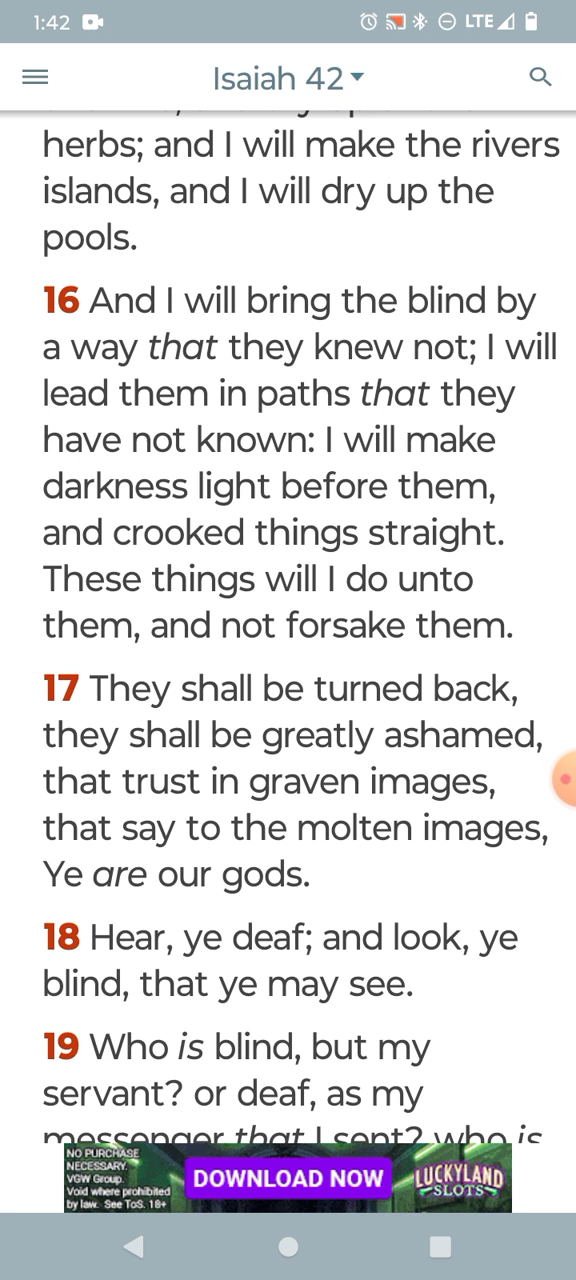 1:42 LTE
Isaiah 42
herbs; and I will make the rivers
islands, and I will dry up the
pools.
16 And I will bring the blind by
a way that they knew not; I will
lead them in paths that they
have not known: I will make
darkness light before them,
and crooked things straight.
These things will I do unto
them, and not forsake them.
17 They shall be turned back,
they shall be greatly ashamed,
that trust in graven images,
that say to the molten images,
Ye are our gods.
18 Hear, ye deaf; and look, ye
blind, that ye may see.
19 Who is blind, but my
servant? or deaf, as my
messenger that I sent? who is
NO PURCHASE
NECESSARY.
VGW Group.
Void where prohibited
by law. See ToS. 18+
DOWNLOAD NOW
LUCKYLAND
SLOTS